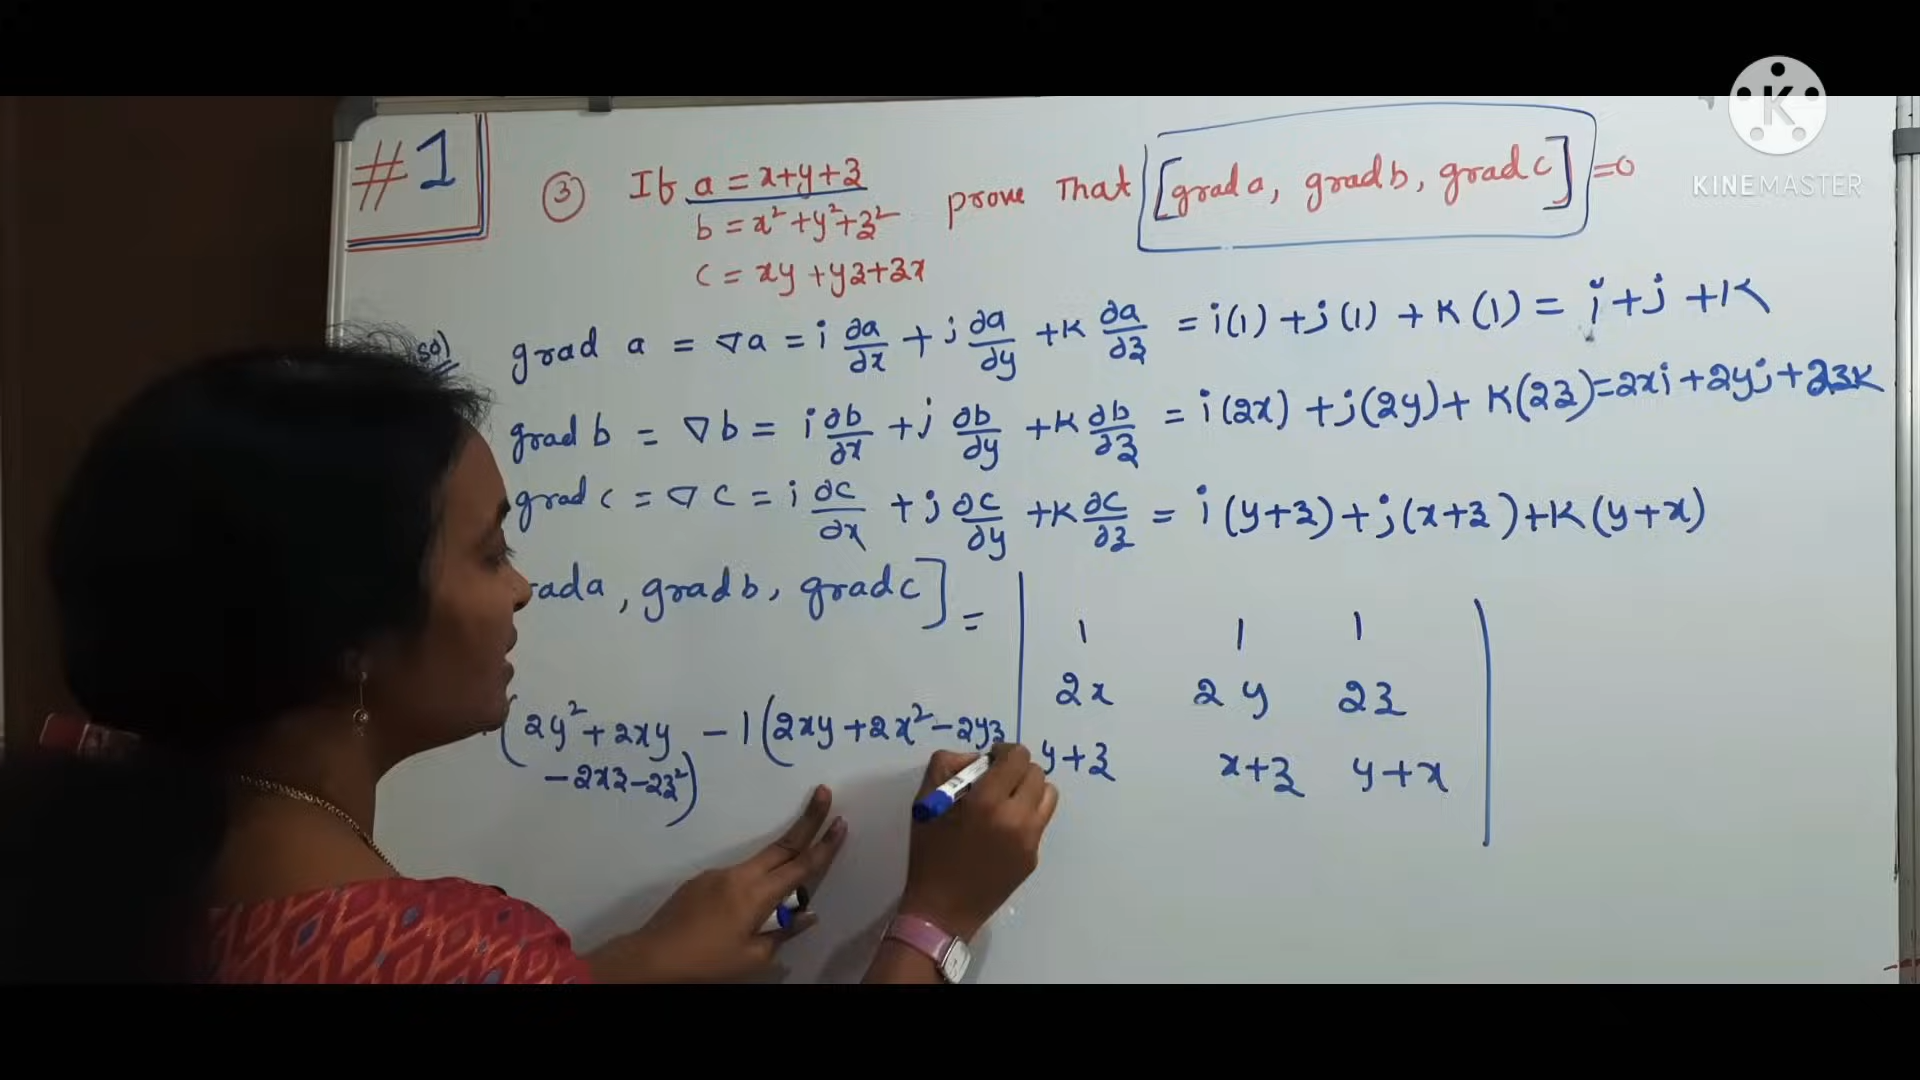 #1
③ If a = x+y+z prove that [grad a, grad b, grad c] = 0
b = x²+y²+z²
c = xy+yz+zx
sol
grad a = ∇a = i ∂a/∂x + j ∂a/∂y + k ∂a/∂z = i(1) + j(1) + k(1) = i + j + k
grad b = ∇b = i ∂b/∂x + j ∂b/∂y + k ∂b/∂z = i(2x) + j(2y) + k(2z) = 2xi + 2yj + 2zk
grad c = ∇c = i ∂c/∂x + j ∂c/∂y + k ∂c/∂z = i(y+z) + j(x+z) + k(y+x)
rad a, grad b, grad c] = | 1 1 1 |
2x 2y 2z
y+z x+z y+x
(2y²+2xy − 1(2xy+2x²−2yz
−2xz−2z²)
KINEMASTER